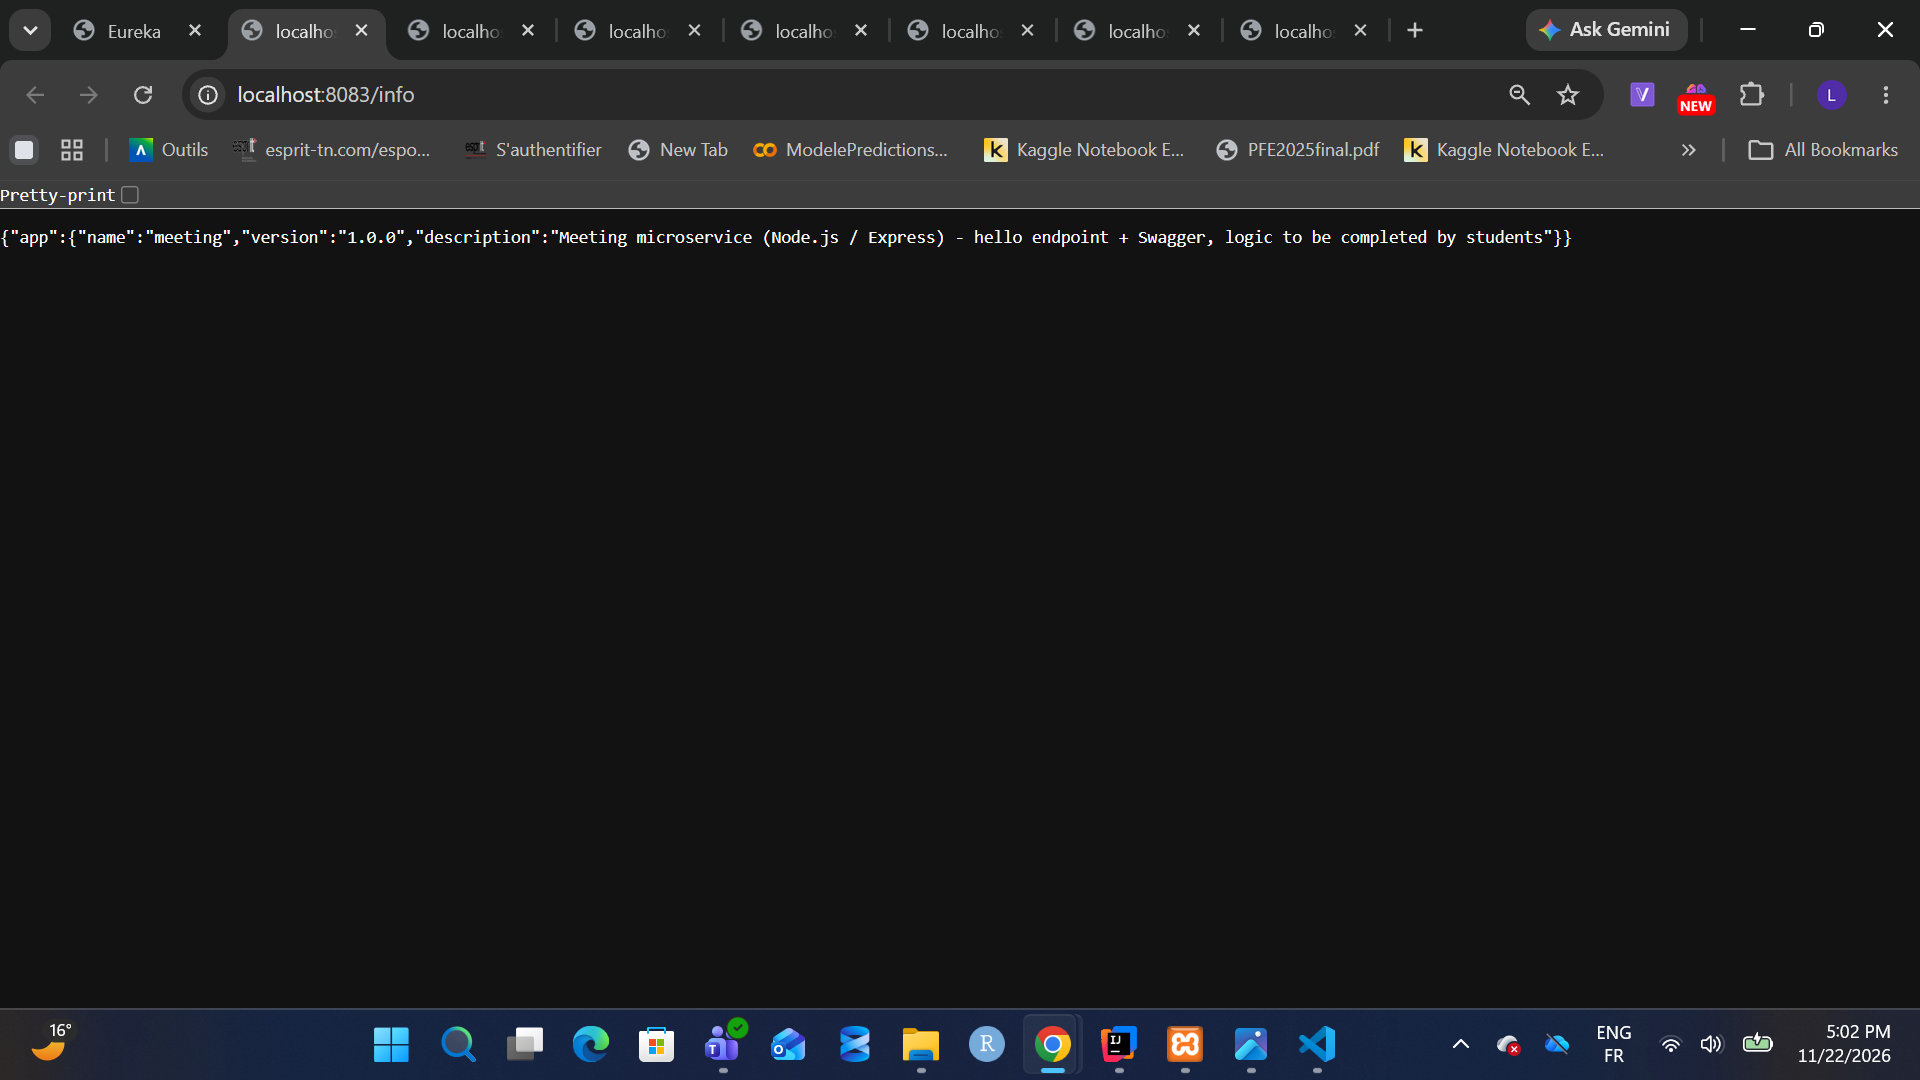 Eureka
localho
localho
localho
localho
localho
localho
localho
Ask Gemini
localhost:8083/info
NEW
L
Outils
esprit-tn.com/espo...
S'authentifier
New Tab
ModelePredictions...
Kaggle Notebook E...
PFE2025final.pdf
Kaggle Notebook E...
All Bookmarks
Pretty-print
{"app":{"name":"meeting","version":"1.0.0","description":"Meeting microservice (Node.js / Express) - hello endpoint + Swagger, logic to be completed by students"}}
16°
ENG
FR
5:02 PM
11/22/2026